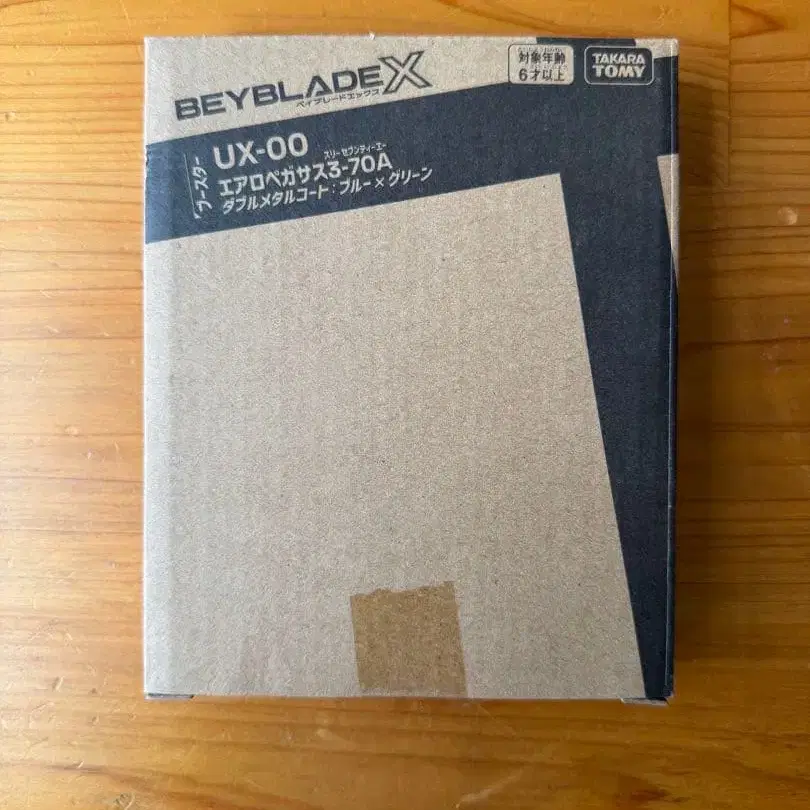 BEYBLADE X
ベイブレードエックス
対象年齢
6才以上
TAKARA
TOMY
ブースター
UX-00
スリーセブンティーエー
エアロペガサス3-70A
ダブルメタルコート:ブルー×グリーン